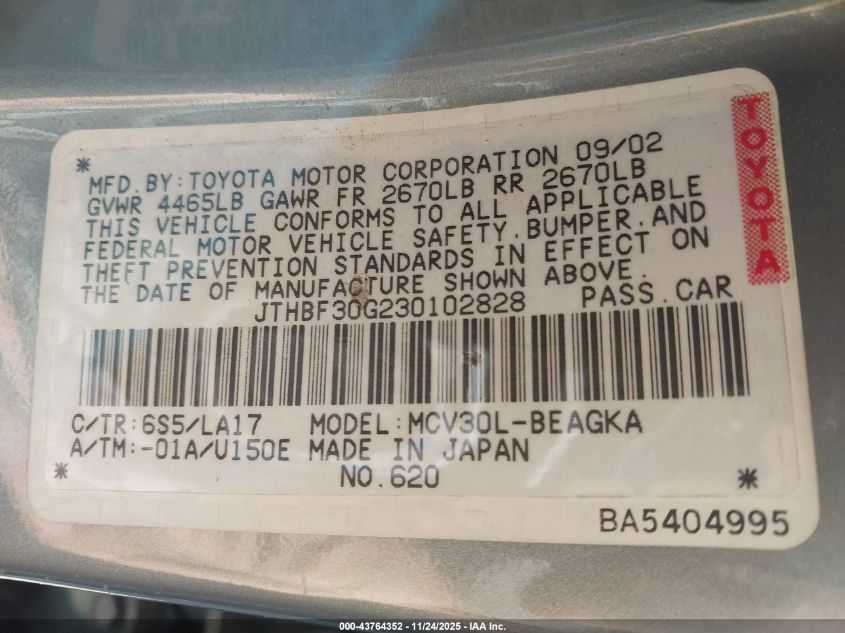 * MFD.BY:TOYOTA MOTOR CORPORATION 09/02
GVWR 4465LB GAWR FR 2670LB RR 2670LB
THIS VEHICLE CONFORMS TO ALL APPLICABLE
FEDERAL MOTOR VEHICLE SAFETY.BUMPER.AND
THEFT PREVENTION STANDARDS IN EFFECT ON
THE DATE OF MANUFACTURE SHOWN ABOVE.
JTHBF30G230102828 PASS.CAR
TOYOTA
C/TR:6S5/LA17 MODEL:MCV30L-BEAGKA
A/TM:-01A/U150E MADE IN JAPAN
* NO.620 *
BA5404995
000-43764352 - 11/24/2025 - IAA Inc.